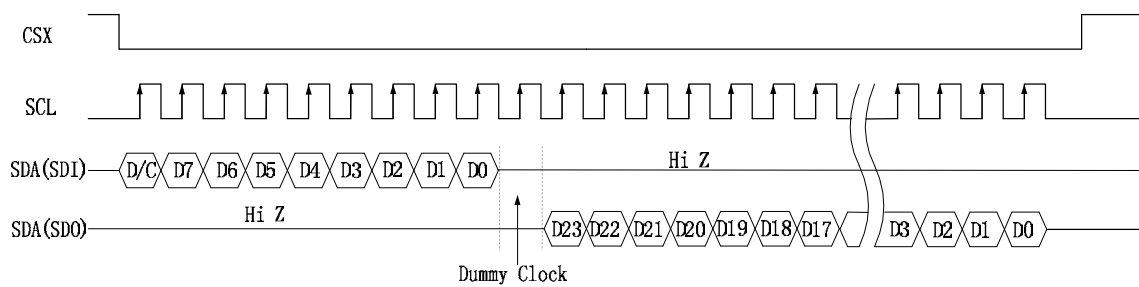 CSX
SCL
SDA(SDI) D/C D7 D6 D5 D4 D3 D2 D1 D0 Hi Z
SDA(SDO) Hi Z D23 D22 D21 D20 D19 D18 D17 D3 D2 D1 D0
Dummy Clock